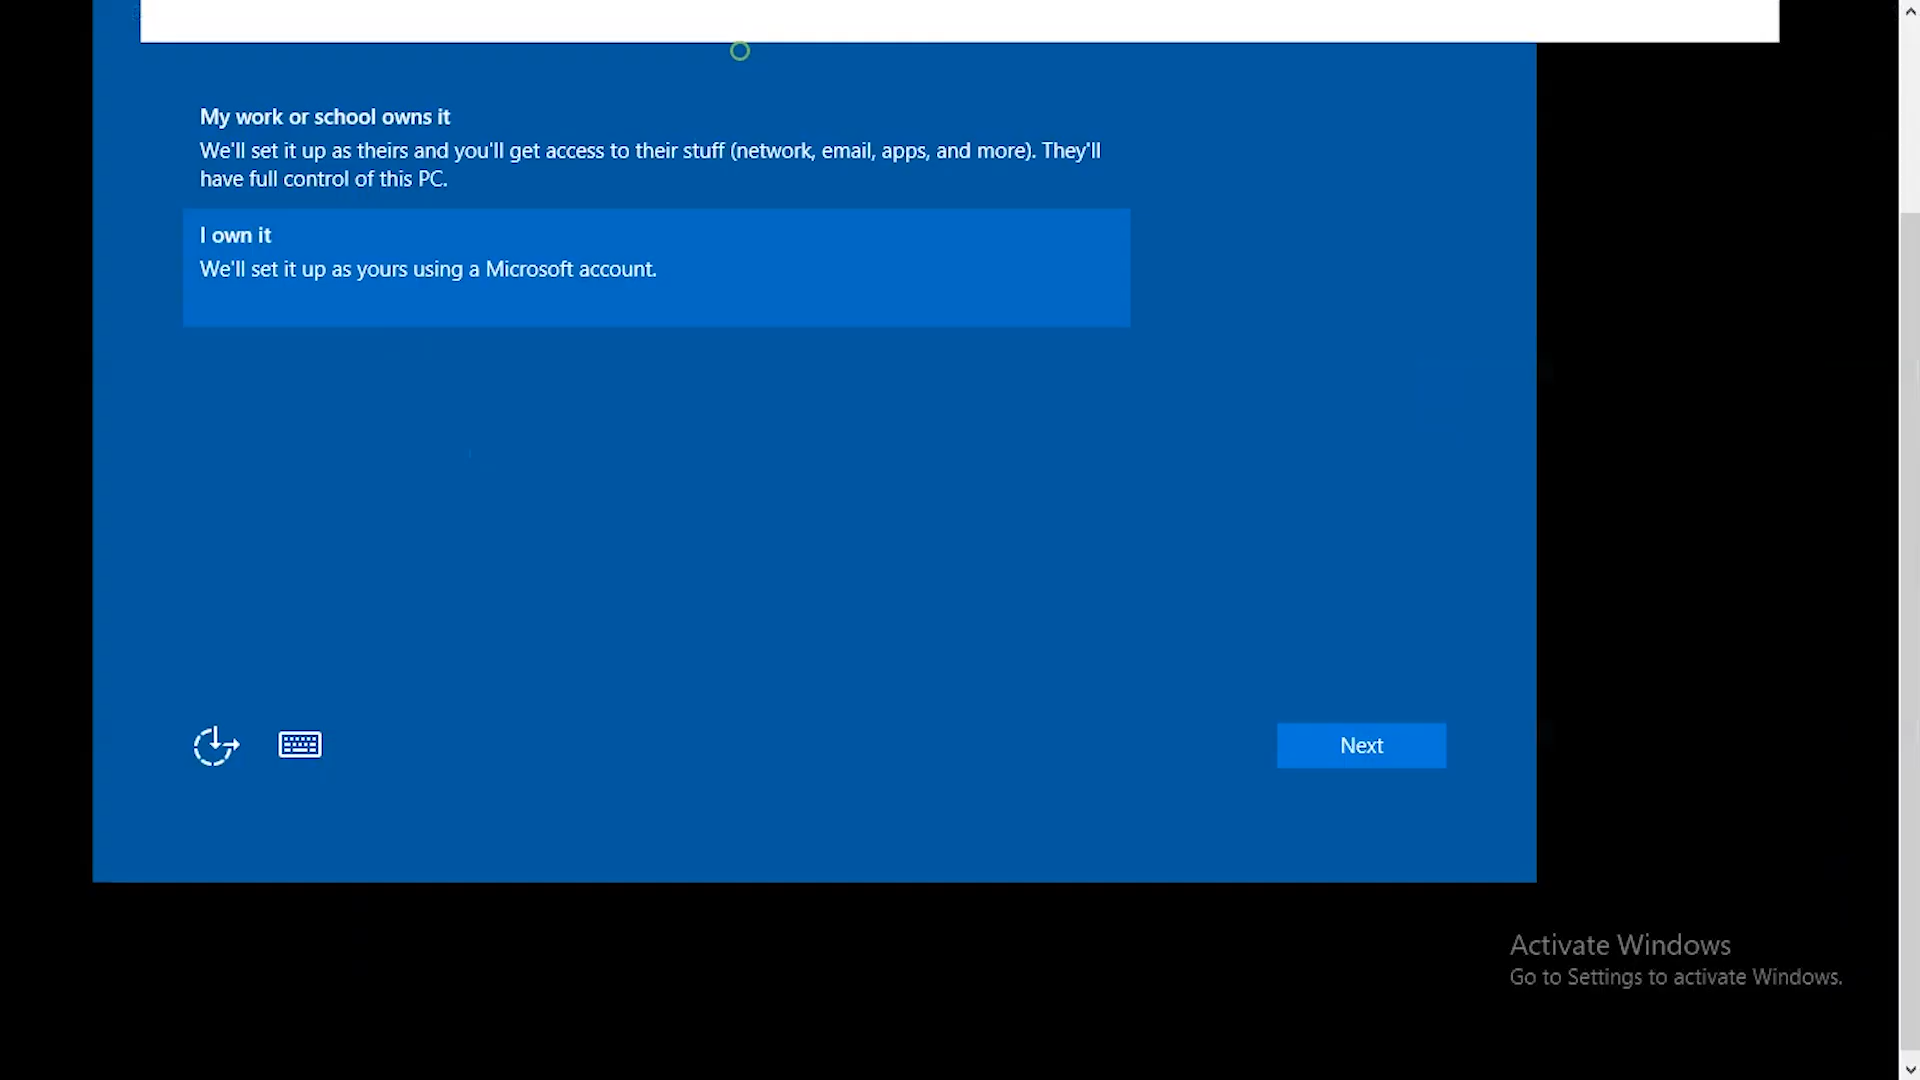 My work or school owns it
We'll set it up as theirs and you'll get access to their stuff (network, email, apps, and more). They'll
have full control of this PC.
I own it
We'll set it up as yours using a Microsoft account.
Next
Activate Windows
Go to Settings to activate Windows.